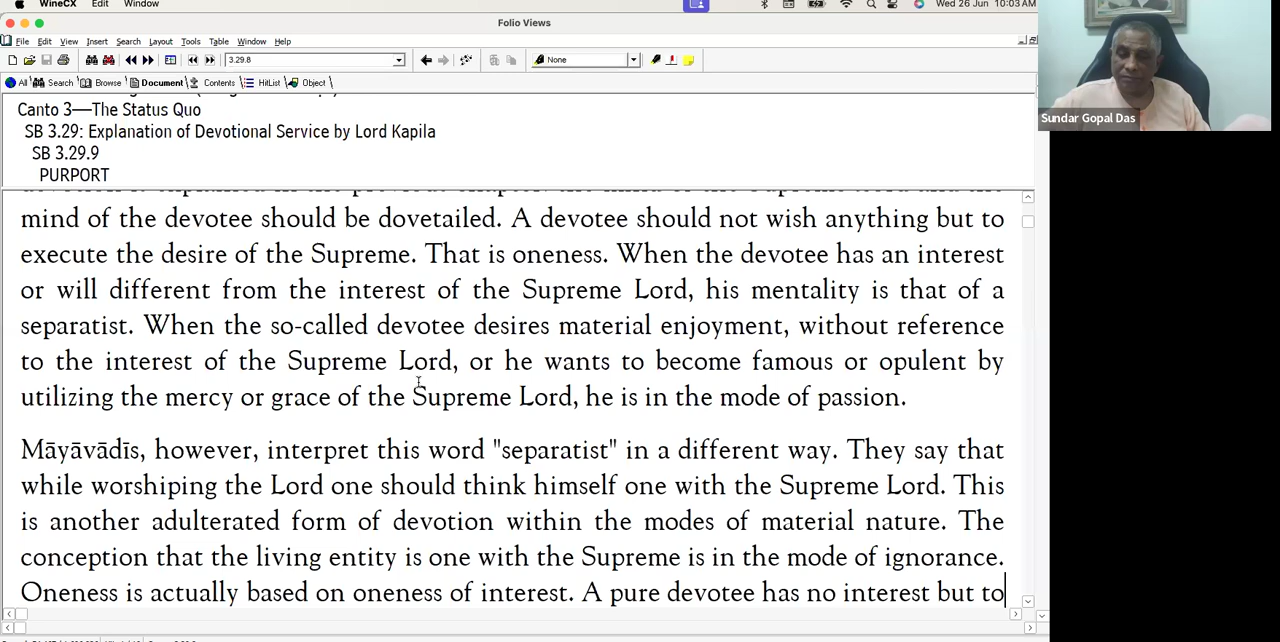 WineCX Edit Window Wed 26 Jun 10:03 AM
Folio Views
File Edit View Insert Search Layout Tools Table Window Help
3.29.8 None
All Search Browse Document Contents HitList Object
Canto 3—The Status Quo
SB 3.29: Explanation of Devotional Service by Lord Kapila
SB 3.29.9
PURPORT
mind of the devotee should be dovetailed. A devotee should not wish anything but to
execute the desire of the Supreme. That is oneness. When the devotee has an interest
or will different from the interest of the Supreme Lord, his mentality is that of a
separatist. When the so-called devotee desires material enjoyment, without reference
to the interest of the Supreme Lord, or he wants to become famous or opulent by
utilizing the mercy or grace of the Supreme Lord, he is in the mode of passion.
Māyāvādīs, however, interpret this word "separatist" in a different way. They say that
while worshiping the Lord one should think himself one with the Supreme Lord. This
is another adulterated form of devotion within the modes of material nature. The
conception that the living entity is one with the Supreme is in the mode of ignorance.
Oneness is actually based on oneness of interest. A pure devotee has no interest but to
Sundar Gopal Das